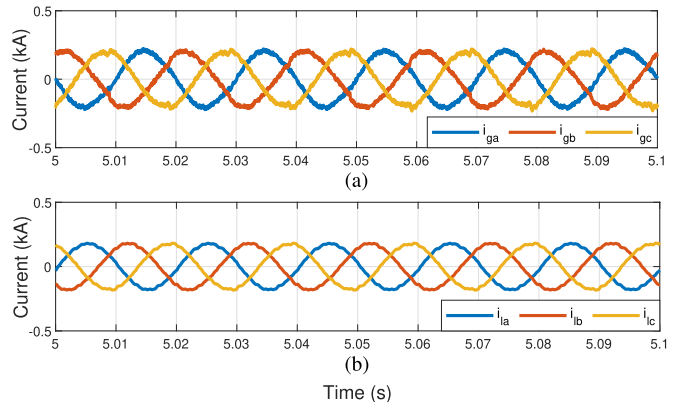 0.5
0
-0.5
Current (kA)
i_ga i_gb i_gc
5 5.01 5.02 5.03 5.04 5.05 5.06 5.07 5.08 5.09 5.1
(a)
0.5
0
-0.5
Current (kA)
i_la i_lb i_lc
5 5.01 5.02 5.03 5.04 5.05 5.06 5.07 5.08 5.09 5.1
(b)
Time (s)